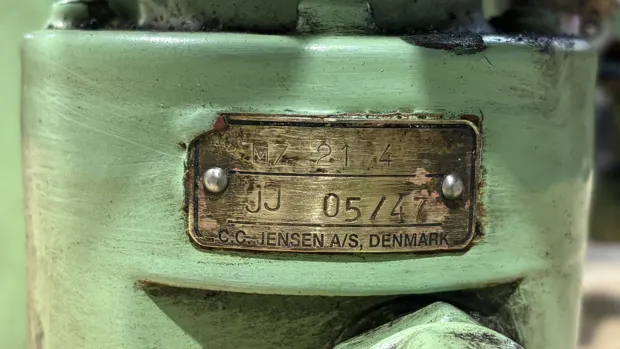 MZ 21 4
JJ 05/47
C.C. JENSEN A/S, DENMARK